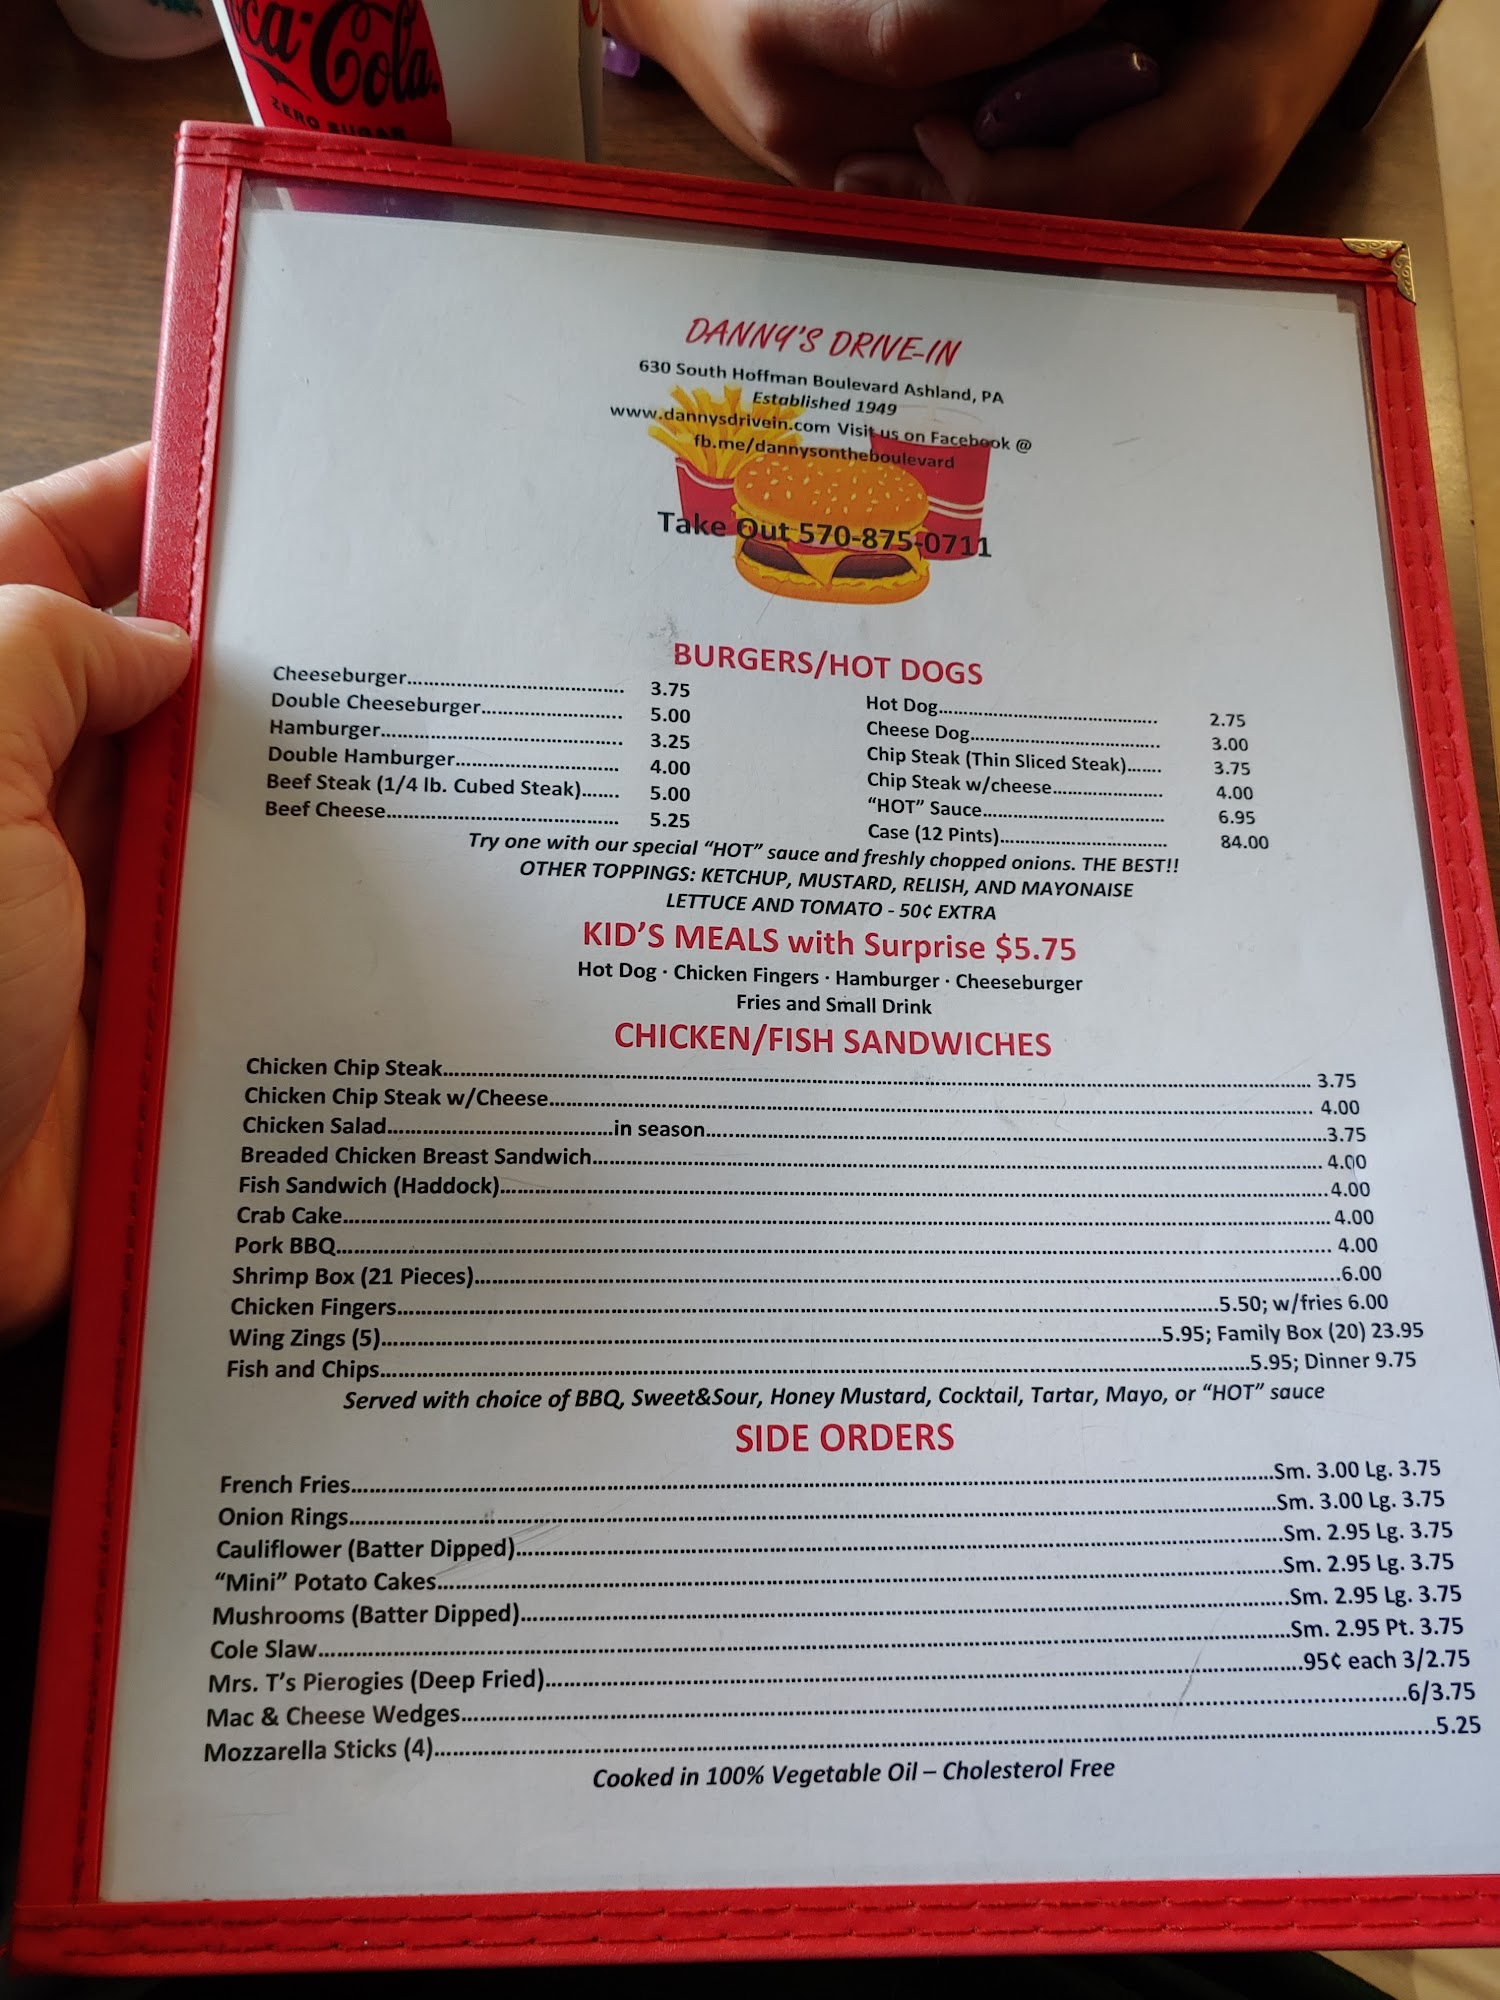 Coca-Cola
ZERO SUGAR
DANNY'S DRIVE-IN
630 South Hoffman Boulevard Ashland, PA
Established 1949
www.dannysdrivein.com Visit us on Facebook @
fb.me/dannysontheboulevard
Take Out 570-875-0711
BURGERS/HOT DOGS
Cheeseburger 3.75
Double Cheeseburger 5.00
Hamburger 3.25
Double Hamburger 4.00
Beef Steak (1/4 lb. Cubed Steak) 5.00
Beef Cheese 5.25
Hot Dog 2.75
Cheese Dog 3.00
Chip Steak (Thin Sliced Steak) 3.75
Chip Steak w/cheese 4.00
“HOT” Sauce 6.95
Case (12 Pints) 84.00
Try one with our special “HOT” sauce and freshly chopped onions. THE BEST!!
OTHER TOPPINGS: KETCHUP, MUSTARD, RELISH, AND MAYONAISE
LETTUCE AND TOMATO - 50¢ EXTRA
KID'S MEALS with Surprise $5.75
Hot Dog · Chicken Fingers · Hamburger · Cheeseburger
Fries and Small Drink
CHICKEN/FISH SANDWICHES
Chicken Chip Steak 3.75
Chicken Chip Steak w/Cheese 4.00
Chicken Salad in season 3.75
Breaded Chicken Breast Sandwich 4.00
Fish Sandwich (Haddock) 4.00
Crab Cake 4.00
Pork BBQ 4.00
Shrimp Box (21 Pieces) 6.00
Chicken Fingers 5.50; w/fries 6.00
Wing Zings (5) 5.95; Family Box (20) 23.95
Fish and Chips 5.95; Dinner 9.75
Served with choice of BBQ, Sweet&Sour, Honey Mustard, Cocktail, Tartar, Mayo, or “HOT” sauce
SIDE ORDERS
French Fries Sm. 3.00 Lg. 3.75
Onion Rings Sm. 3.00 Lg. 3.75
Cauliflower (Batter Dipped) Sm. 2.95 Lg. 3.75
“Mini” Potato Cakes Sm. 2.95 Lg. 3.75
Mushrooms (Batter Dipped) Sm. 2.95 Lg. 3.75
Cole Slaw Sm. 2.95 Pt. 3.75
Mrs. T's Pierogies (Deep Fried) .95¢ each 3/2.75
Mac & Cheese Wedges 6/3.75
Mozzarella Sticks (4) 5.25
Cooked in 100% Vegetable Oil – Cholesterol Free